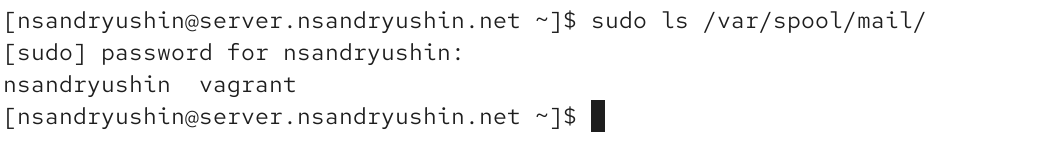 [nsandryushin@server.nsandryushin.net ~]$ sudo ls /var/spool/mail/
[sudo] password for nsandryushin:
nsandryushin  vagrant
[nsandryushin@server.nsandryushin.net ~]$